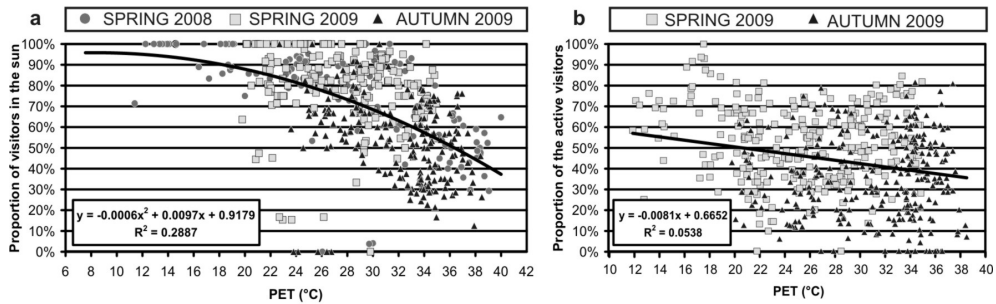 a
SPRING 2008 SPRING 2009 AUTUMN 2009
Proportion of visitors in the sun
100%
90%
80%
70%
60%
50%
40%
30%
20%
10%
0%
y = -0.0006x² + 0.0097x + 0.9179
R² = 0.2887
6 8 10 12 14 16 18 20 22 24 26 28 30 32 34 36 38 40 42
PET (°C)
b
SPRING 2009 AUTUMN 2009
Proportion of the active visitors
100%
90%
80%
70%
60%
50%
40%
30%
20%
10%
0%
y = -0.0081x + 0.6652
R² = 0.0538
10 12 14 16 18 20 22 24 26 28 30 32 34 36 38 40
PET (°C)